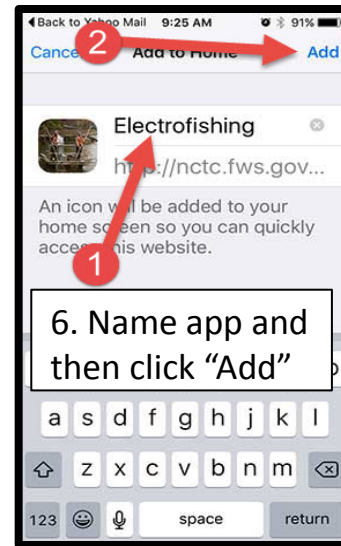 Back to Yahoo Mail 9:25 AM 91%
2
Cancel Add to Home Add
Electrofishing
http://nctc.fws.gov...
An icon will be added to your
home screen so you can quickly
access this website.
1
6. Name app and
then click “Add”
a s d f g h j k l
z x c v b n m
123 space return